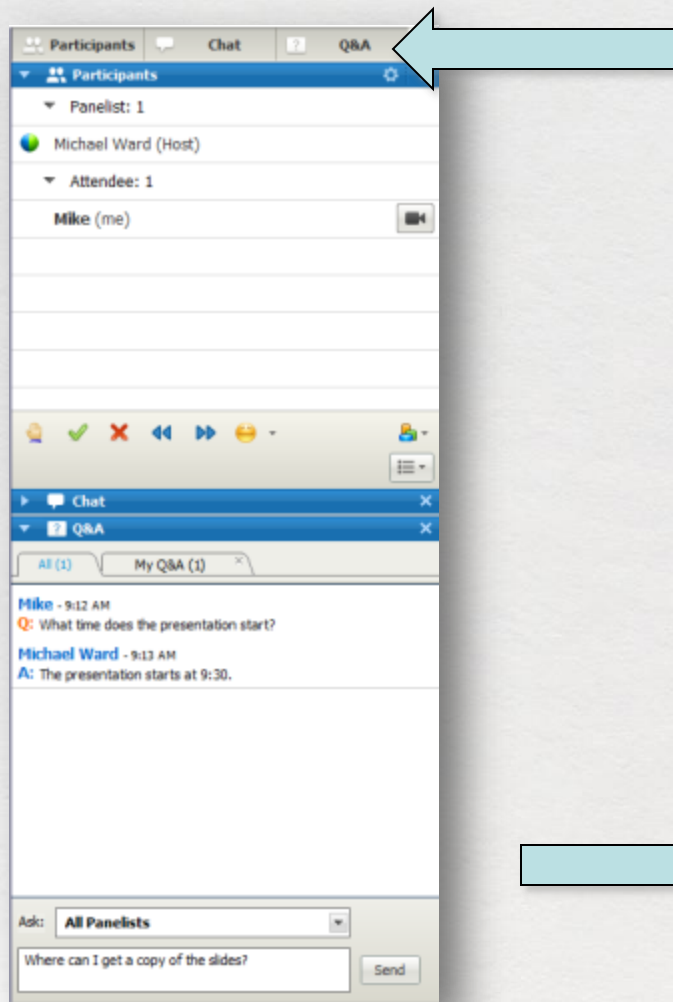 Participants Chat ? Q&A
Participants
Panelist: 1
Michael Ward (Host)
Attendee: 1
Mike (me)
Chat
? Q&A
All (1) My Q&A (1)
Mike - 9:12 AM
Q: What time does the presentation start?
Michael Ward - 9:13 AM
A: The presentation starts at 9:30.
Ask: All Panelists
Where can I get a copy of the slides?
Send